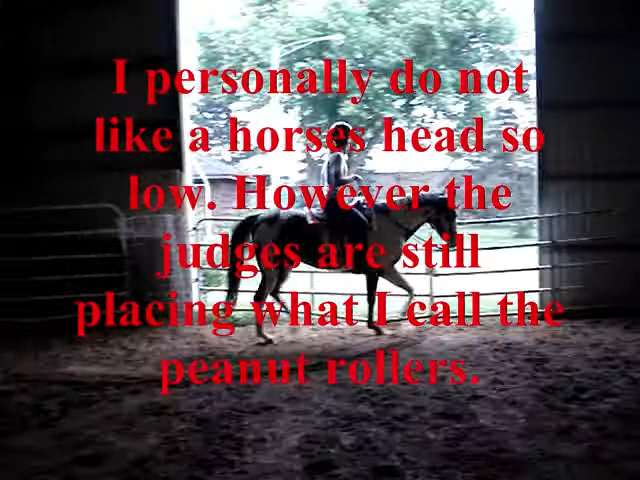 I personally do not
like a horses head so
low. However the
judges are still
placing what I call the
peanut rollers.